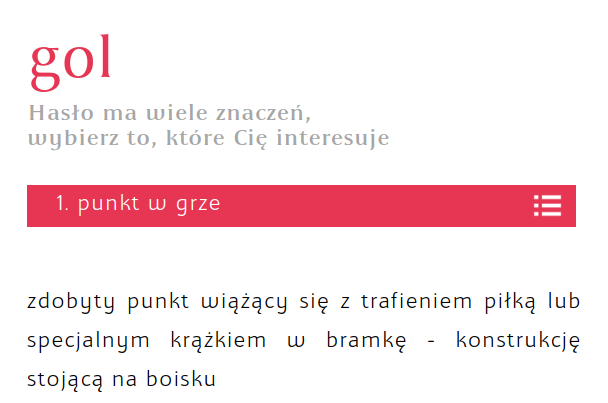 gol
Hasło ma wiele znaczeń,
wybierz to, które Cię interesuje
1. punkt w grze
zdobyty punkt wiążący się z trafieniem piłką lub
specjalnym krążkiem w bramkę - konstrukcję
stojącą na boisku